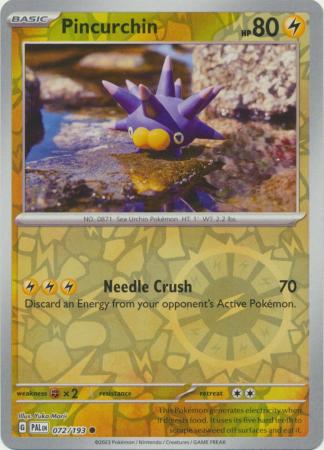 BASIC
Pincurchin
HP 80
NO. 0871 Sea Urchin Pokémon HT: 1' WT: 2.2 lbs.
Needle Crush 70
Discard an Energy from your opponent's Active Pokémon.
weakness ×2 resistance retreat
Illus. Yuka Morii
This Pokémon generates electricity when it
digests food. It uses its five hard teeth
to scrape seaweed off surfaces and eat it.
G PAL EN 072/193
©2023 Pokémon / Nintendo / Creatures / GAME FREAK